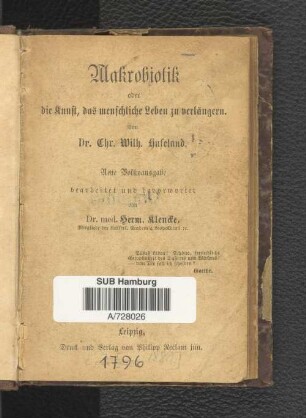 Makrobiotik
oder
die Kunst, das menschliche Leben zu verlängern.
Von
Dr. Chr. Wilh. Hufeland.
Neue Volksausgabe
bearbeitet und bevorwortet
von
Dr. med. Herm. Klencke,
Goethe.
SUB Hamburg
A/728026
Leipzig,
Druck und Verlag von Philipp Reclam jun.
1796